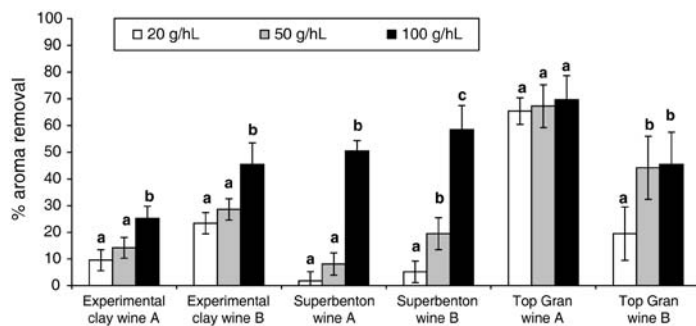 100
20 g/hL 50 g/hL 100 g/hL
90
80
70
60
50
40
30
20
10
0
% aroma removal
a a b
a a b
a a b
a b c
a a a
a b b
Experimental clay wine A
Experimental clay wine B
Superbenton wine A
Superbenton wine B
Top Gran wine A
Top Gran wine B